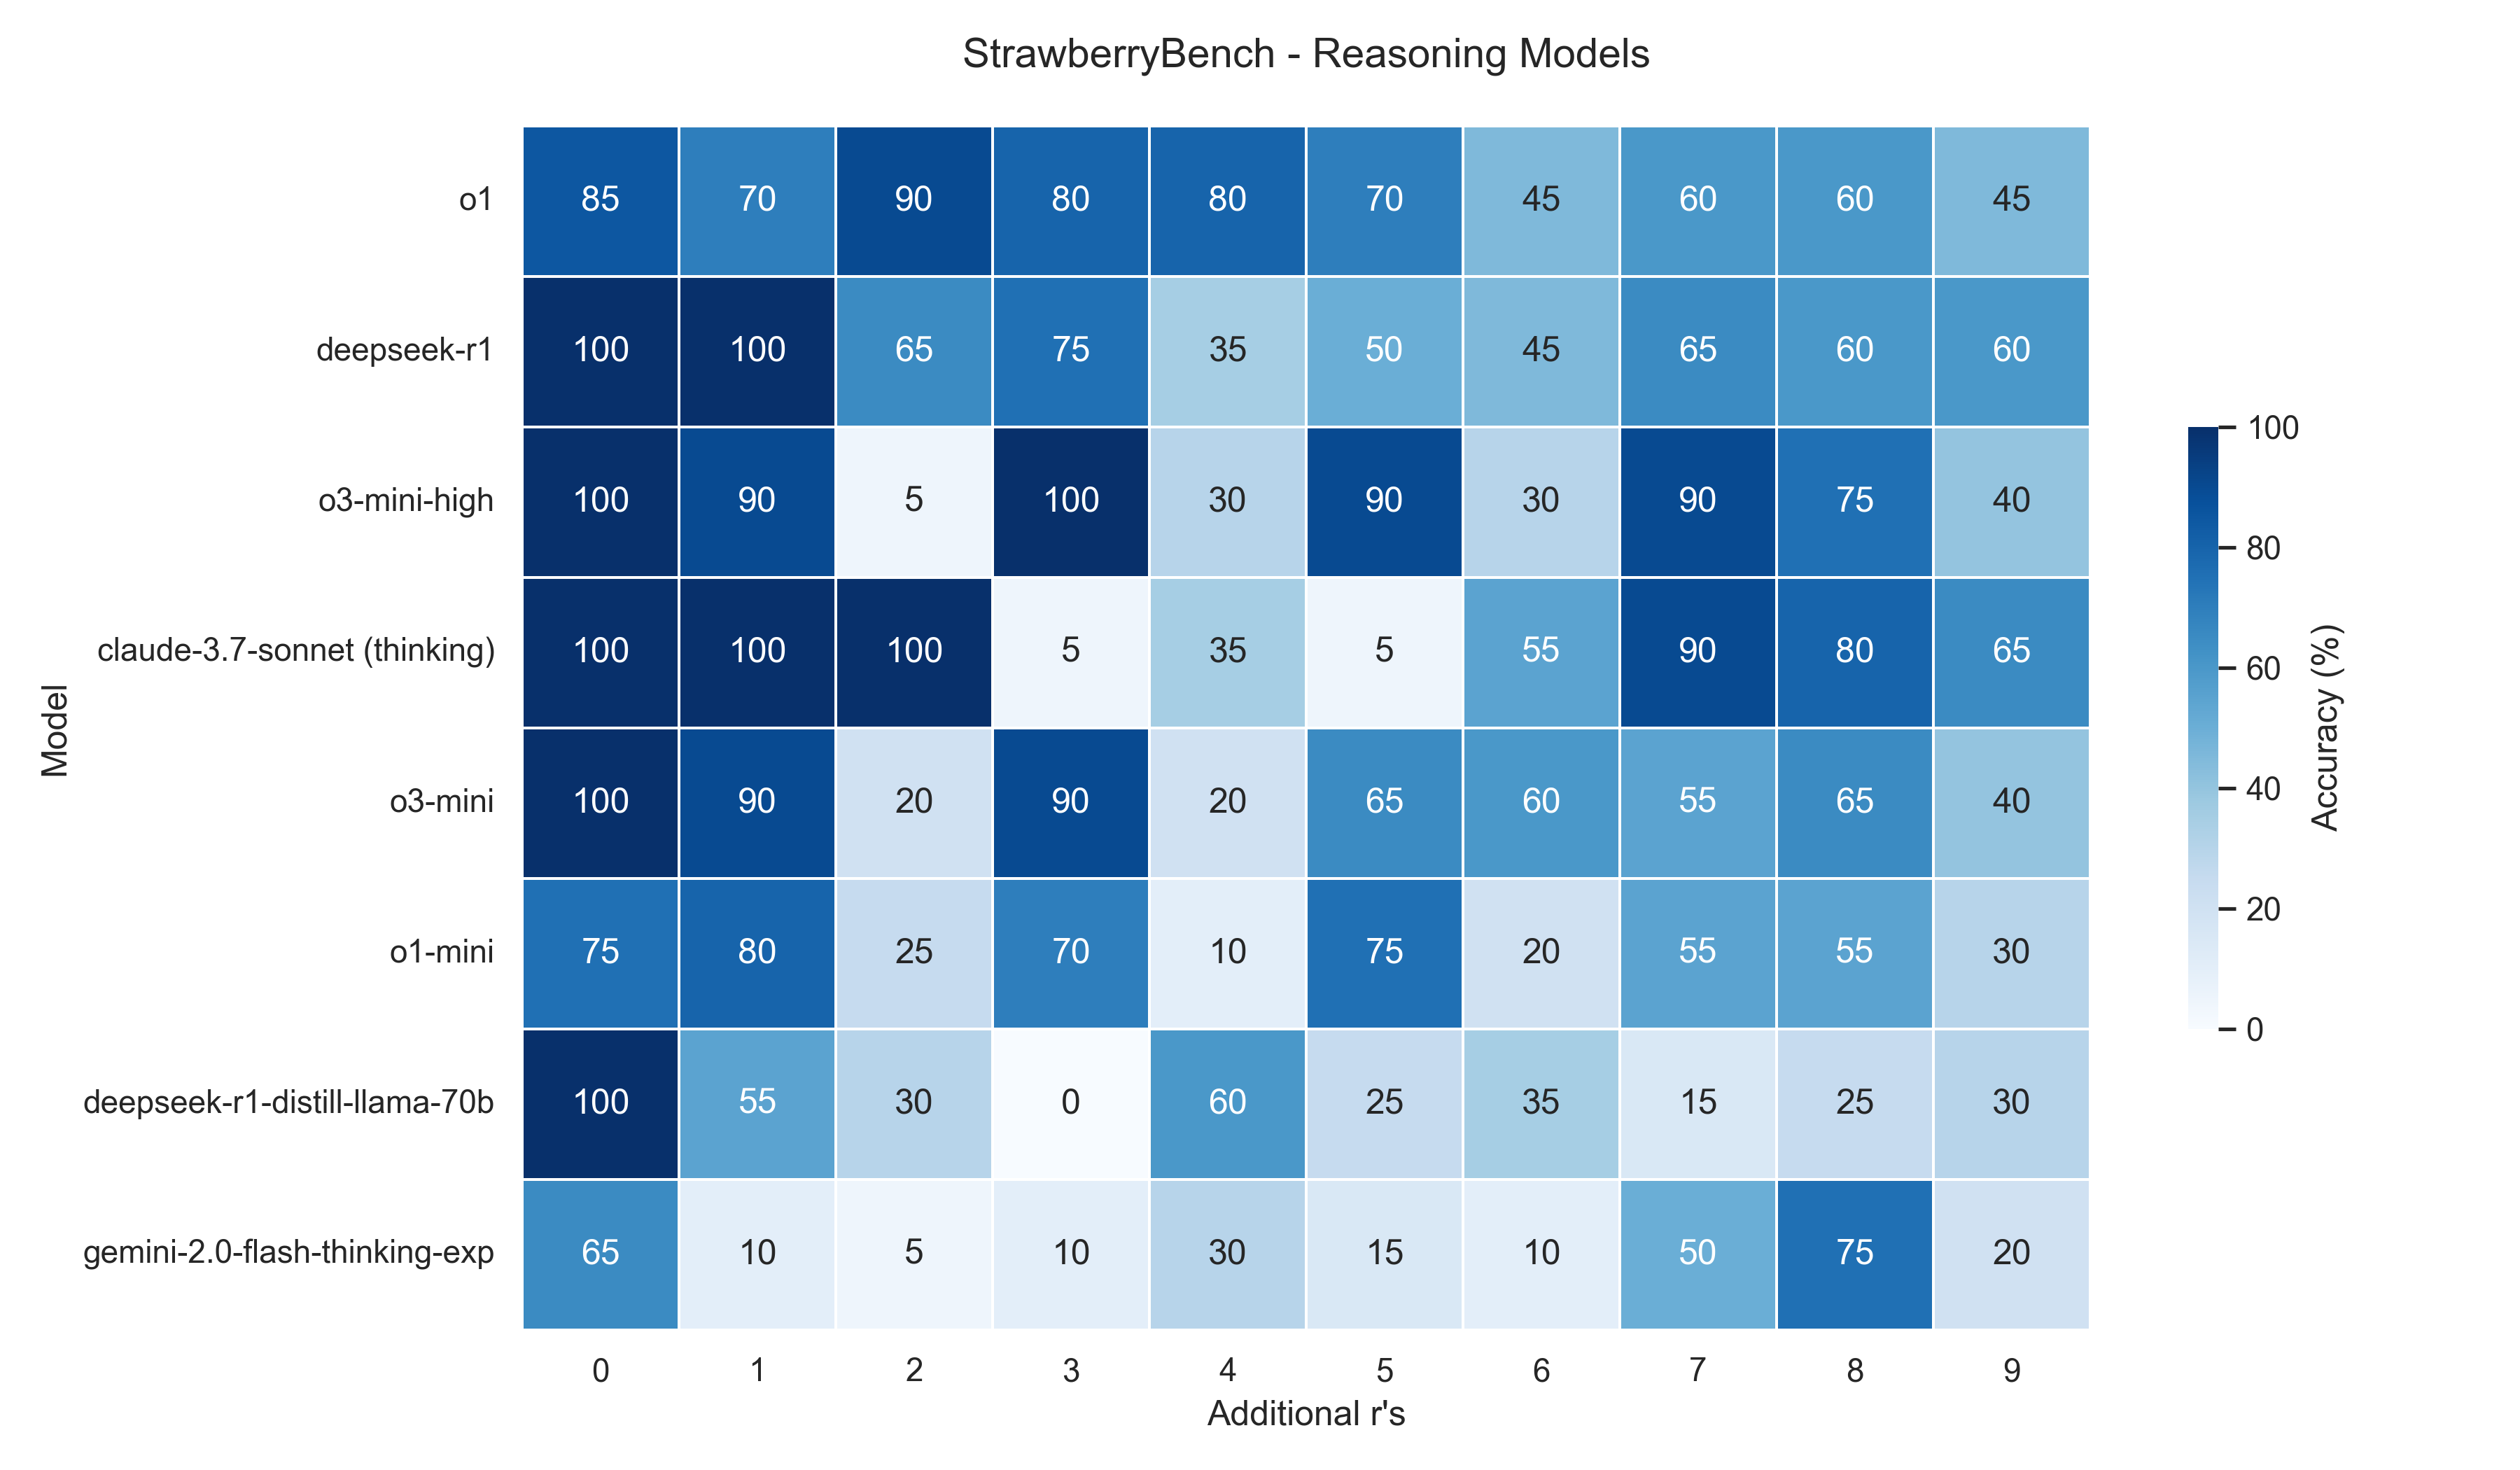 StrawberryBench - Reasoning Models
o1 85 70 90 80 80 70 45 60 60 45
deepseek-r1 100 100 65 75 35 50 45 65 60 60
o3-mini-high 100 90 5 100 30 90 30 90 75 40
claude-3.7-sonnet (thinking) 100 100 100 5 35 5 55 90 80 65
o3-mini 100 90 20 90 20 65 60 55 65 40
o1-mini 75 80 25 70 10 75 20 55 55 30
deepseek-r1-distill-llama-70b 100 55 30 0 60 25 35 15 25 30
gemini-2.0-flash-thinking-exp 65 10 5 10 30 15 10 50 75 20
0 1 2 3 4 5 6 7 8 9
Additional r's
Model
100
80
60
40
20
0
Accuracy (%)